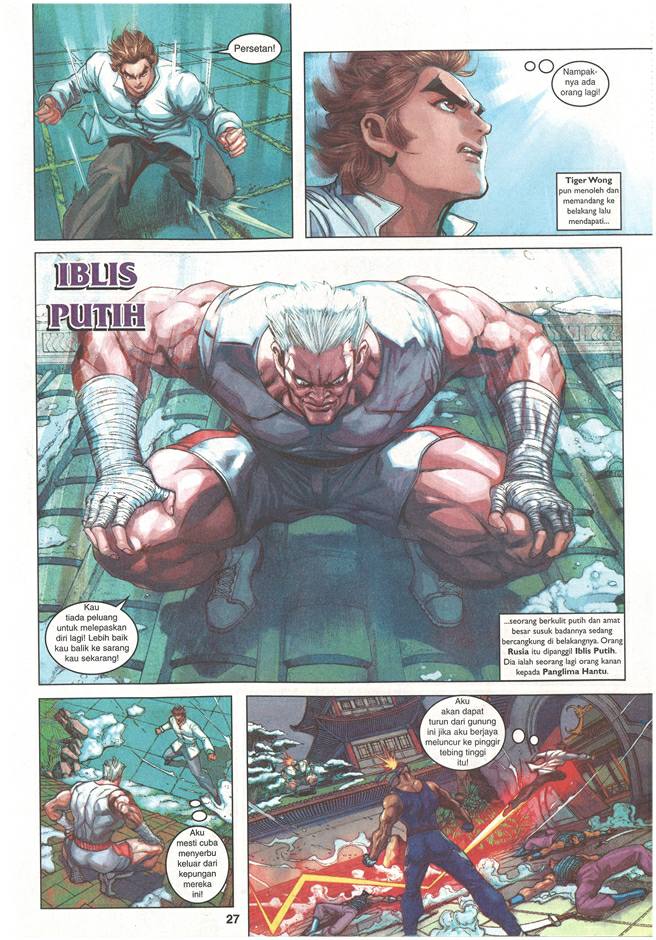 Persetan!
Nampak-
nya ada
orang lagi!
Tiger Wong
pun menoleh dan
memandang ke
belakang lalu
mendapati...
IBLIS
PUTIH
Kau
tiada peluang
untuk melepaskan
diri lagi! Lebih baik
kau balik ke sarang
kau sekarang!
...seorang berkulit putih dan amat
besar susuk badannya sedang
bercangkung di belakangnya. Orang
Rusia itu dipanggil Iblis Putih.
Dia ialah seorang lagi orang kanan
kepada Panglima Hantu.
Aku
mesti cuba
menyerbu
keluar dari
kepungan
mereka
ini!
Aku
akan dapat
turun dari gunung
ini jika aku berjaya
meluncur ke pinggir
tebing tinggi
itu!
27